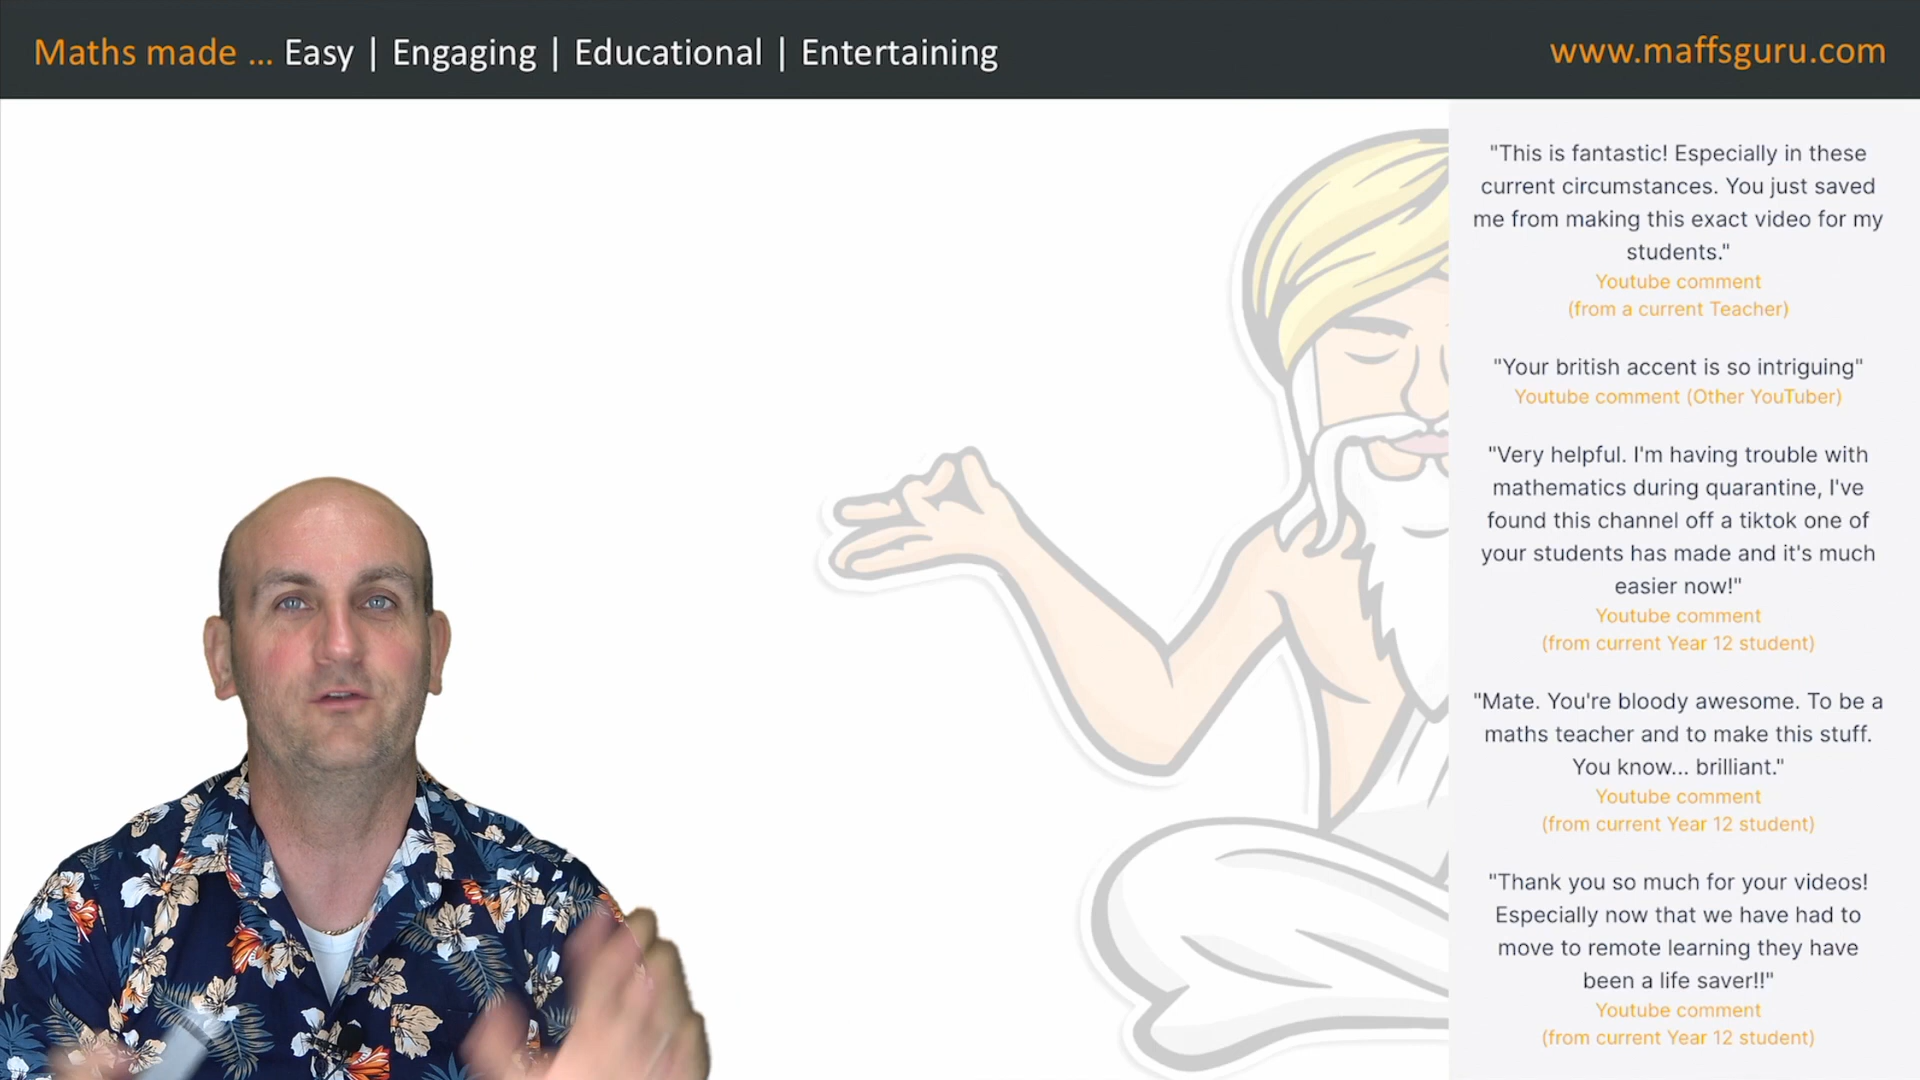 Maths made ... Easy | Engaging | Educational | Entertaining
www.maffsguru.com
"This is fantastic! Especially in these
current circumstances. You just saved
me from making this exact video for my
students."
Youtube comment
(from a current Teacher)
"Your british accent is so intriguing"
Youtube comment (Other YouTuber)
"Very helpful. I'm having trouble with
mathematics during quarantine, I've
found this channel off a tiktok one of
your students has made and it's much
easier now!"
Youtube comment
(from current Year 12 student)
"Mate. You're bloody awesome. To be a
maths teacher and to make this stuff.
You know... brilliant."
Youtube comment
(from current Year 12 student)
"Thank you so much for your videos!
Especially now that we have had to
move to remote learning they have
been a life saver!!"
Youtube comment
(from current Year 12 student)